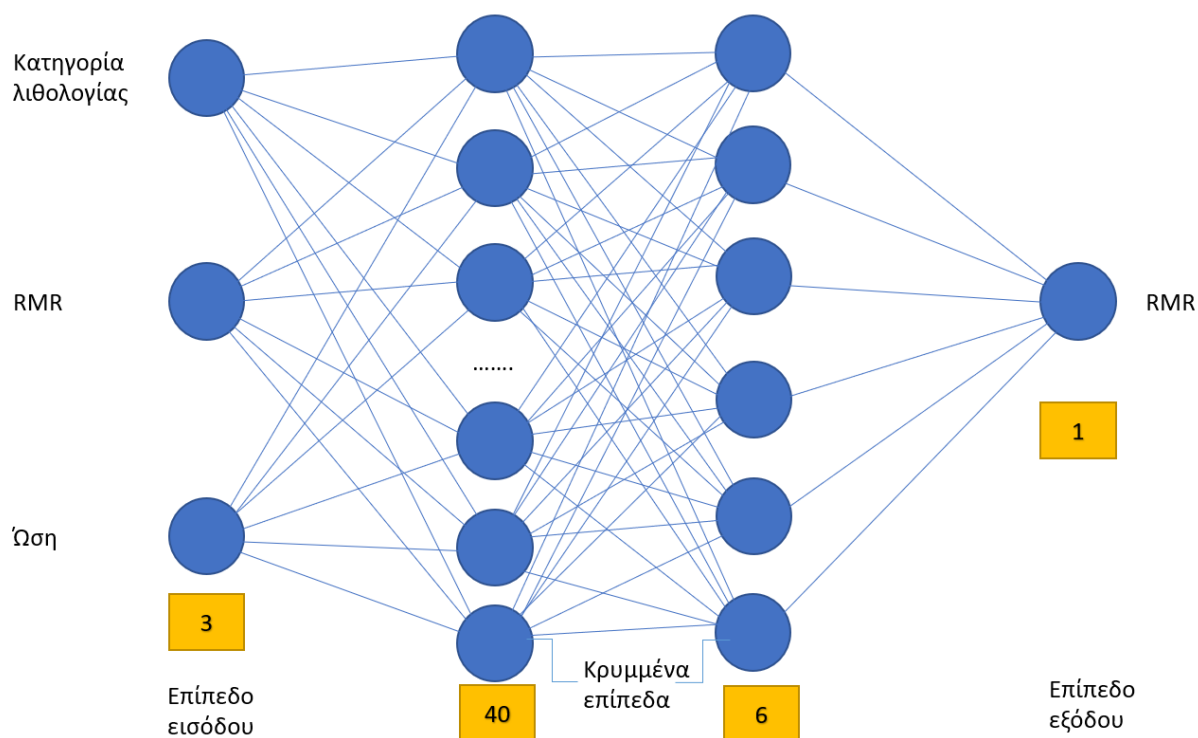 Κατηγορία
λιθολογίας
RMR
Ώση
3
Επίπεδο
εισόδου
.......
40
Κρυμμένα
επίπεδα
6
RMR
1
Επίπεδο
εξόδου